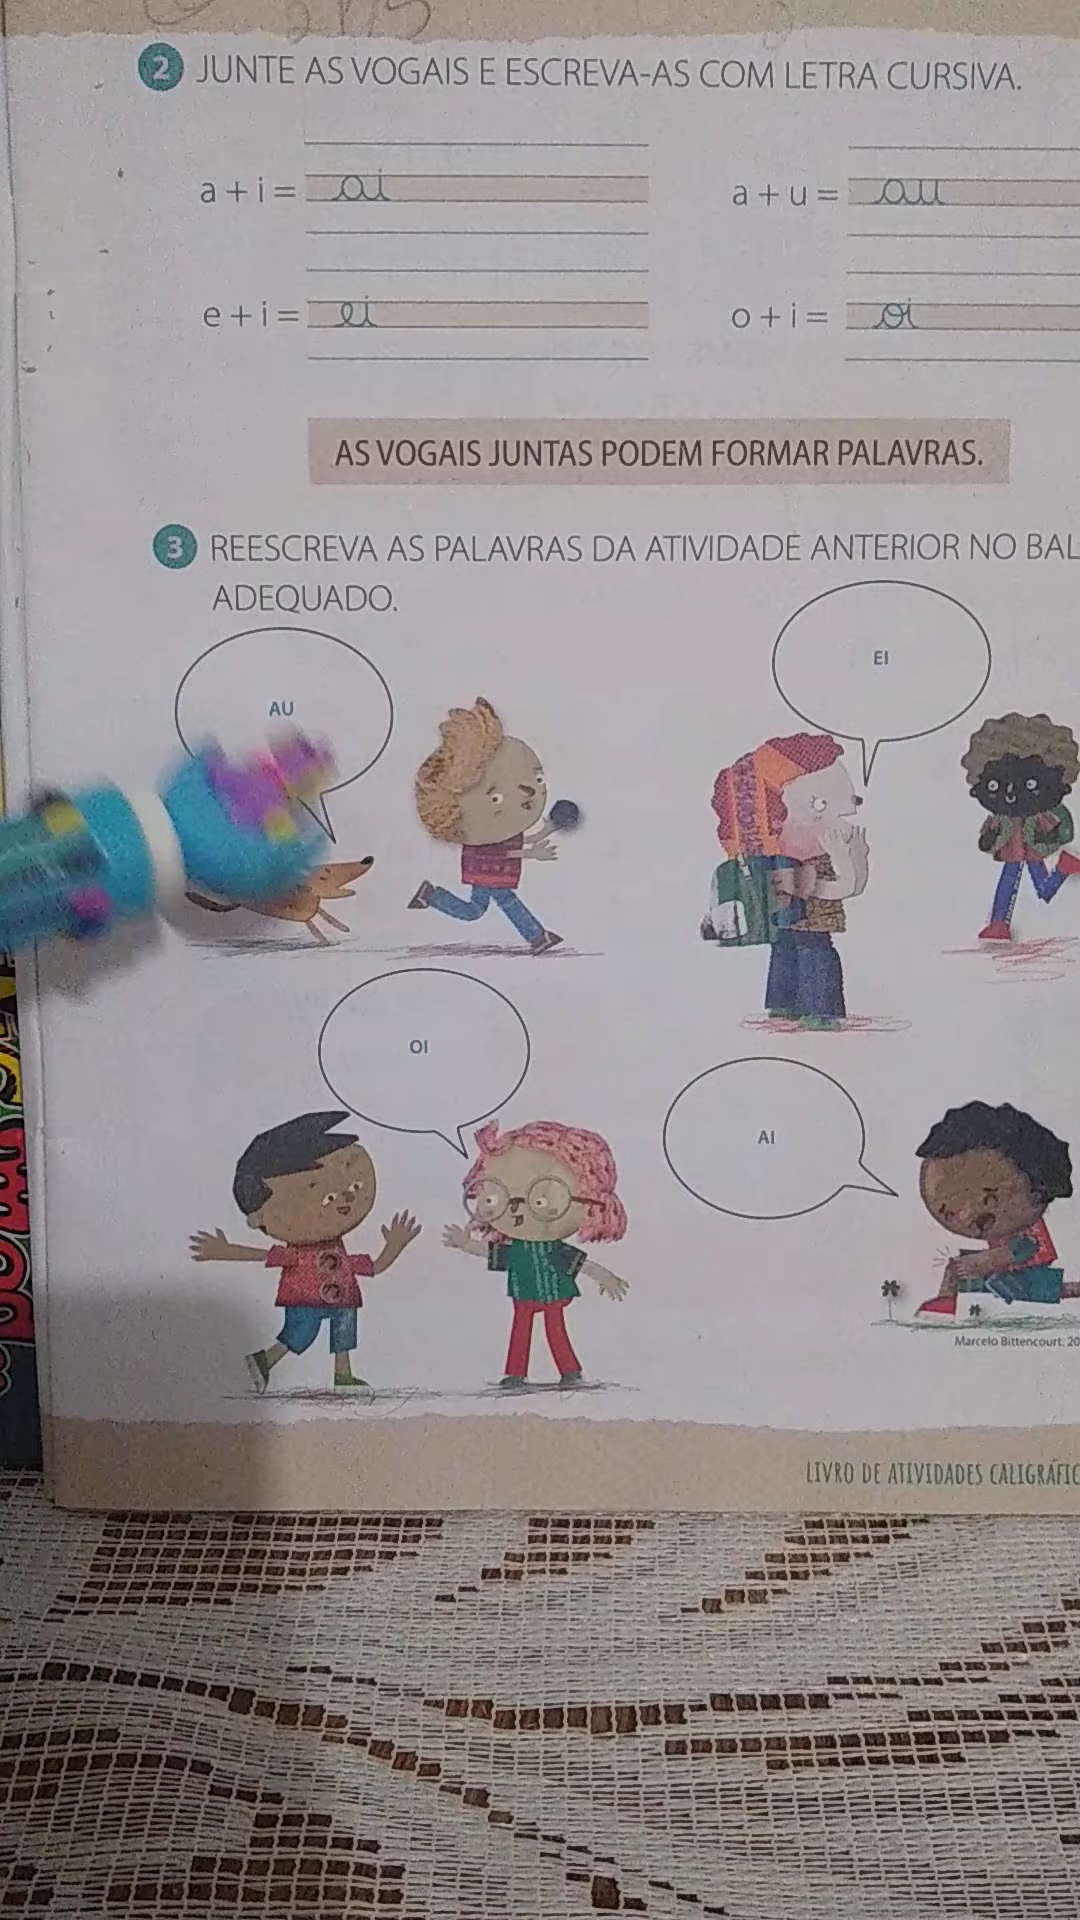 2 JUNTE AS VOGAIS E ESCREVA-AS COM LETRA CURSIVA.
a + i = ai
a + u = au
e + i = ei
o + i = oi
AS VOGAIS JUNTAS PODEM FORMAR PALAVRAS.
3 REESCREVA AS PALAVRAS DA ATIVIDADE ANTERIOR NO BAL
ADEQUADO.
AU
EI
OI
AI
Marcelo Bittencourt. 20
LIVRO DE ATIVIDADES CALIGRÁFIC